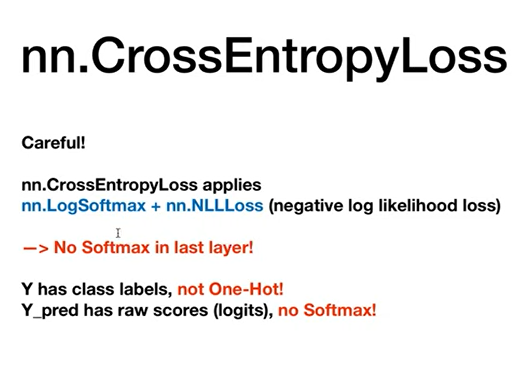 nn.CrossEntropyLoss
Careful!
nn.CrossEntropyLoss applies
nn.LogSoftmax + nn.NLLLoss (negative log likelihood loss)
—> No Softmax in last layer!
Y has class labels, not One-Hot!
Y_pred has raw scores (logits), no Softmax!